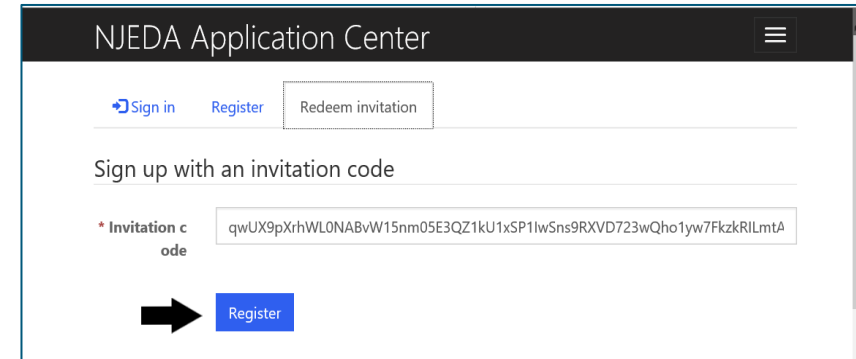 NJEDA Application Center
Sign in Register Redeem invitation
Sign up with an invitation code
* Invitation c
ode
qwUX9pXrhWL0NABvW15nm05E3QZ1kU1xSP1IwSns9RXVD723wQho1yw7FkzkRILmtA
Register